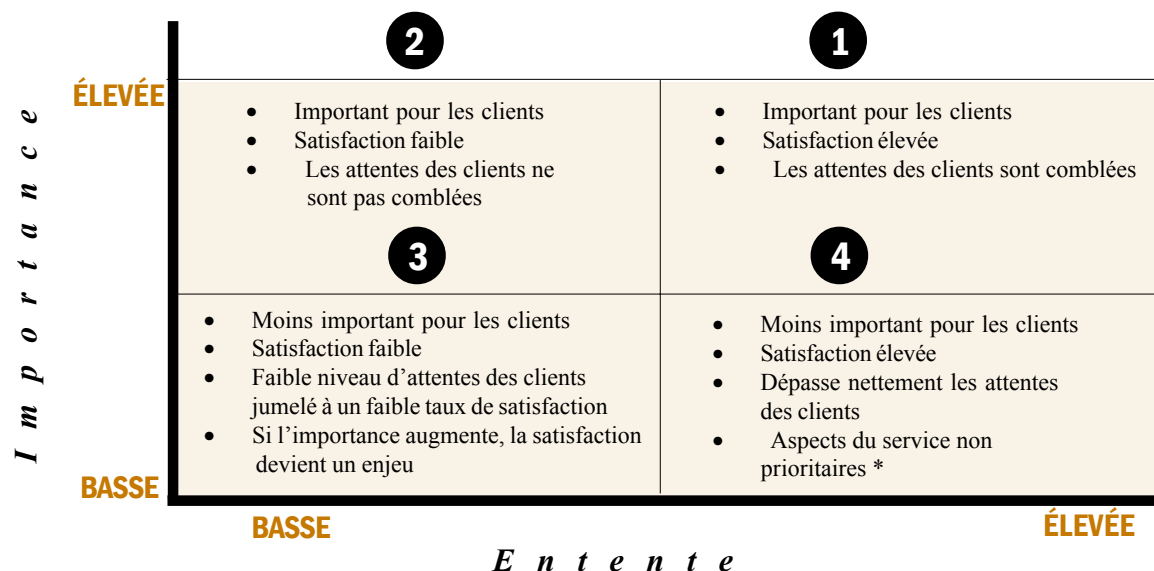 2
1
ÉLEVÉE
Importance
• Important pour les clients
• Satisfaction faible
• Les attentes des clients ne
sont pas comblées
• Important pour les clients
• Satisfaction élevée
• Les attentes des clients sont comblées
3
4
• Moins important pour les clients
• Satisfaction faible
• Faible niveau d’attentes des clients
jumelé à un faible taux de satisfaction
• Si l’importance augmente, la satisfaction
devient un enjeu
• Moins important pour les clients
• Satisfaction élevée
• Dépasse nettement les attentes
des clients
• Aspects du service non
prioritaires *
BASSE
BASSE
ÉLEVÉE
Entente